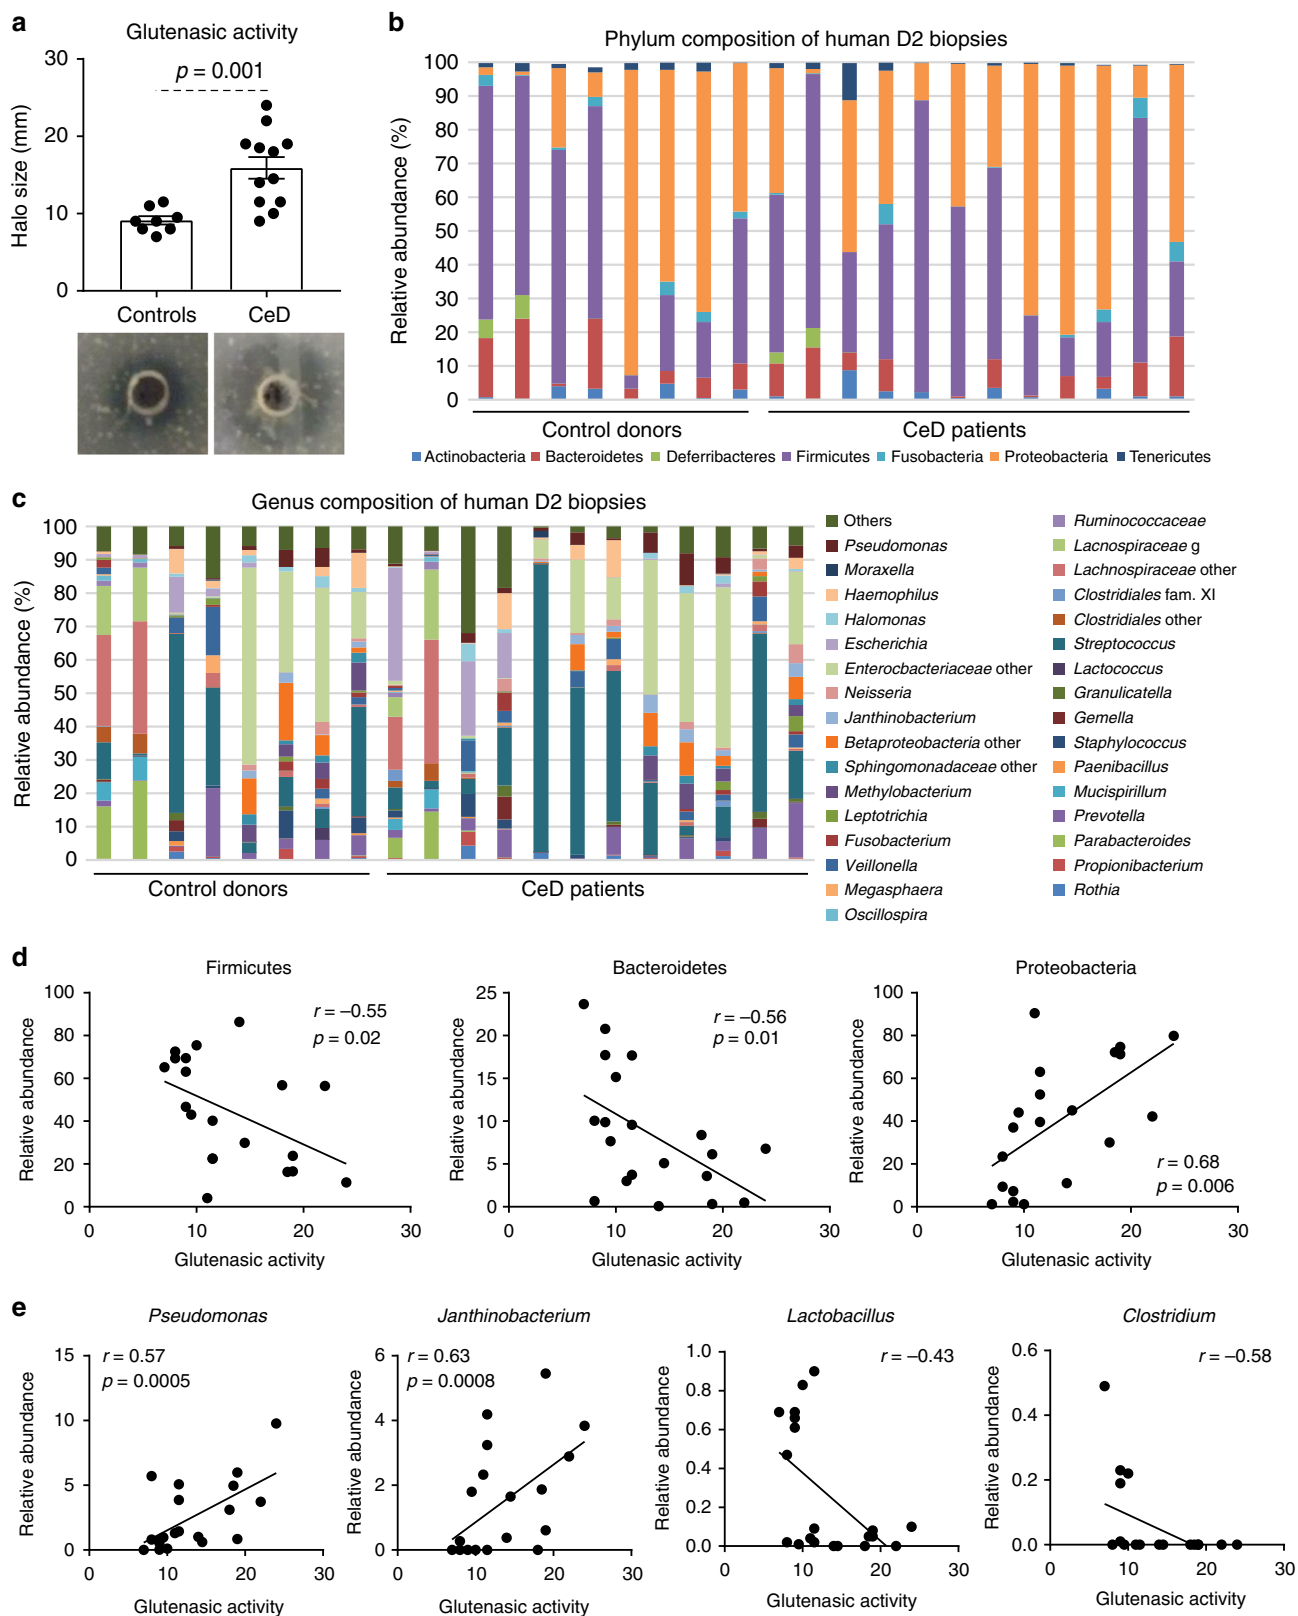 a
Glutenasic activity
p = 0.001
30
20
10
0
Halo size (mm)
Controls
CeD
b
Phylum composition of human D2 biopsies
100
90
80
70
60
50
40
30
20
10
0
Relative abundance (%)
Control donors
CeD patients
Actinobacteria Bacteroidetes Deferribacteres Firmicutes Fusobacteria Proteobacteria Tenericutes
c
Genus composition of human D2 biopsies
100
90
80
70
60
50
40
30
20
10
0
Relative abundance (%)
Control donors
CeD patients
Others
Pseudomonas
Moraxella
Haemophilus
Halomonas
Escherichia
Enterocbacteriaceae other
Neisseria
Janthinobacterium
Betaproteobacteria other
Sphingomonadaceae other
Methylobacterium
Leptotrichia
Fusobacterium
Veillonella
Megasphaera
Oscillospira
Ruminococcaceae
Lacnospiraceae g
Lachnospiraceae other
Clostridiales fam. XI
Clostridiales other
Streptococcus
Lactococcus
Granulicatella
Gemella
Staphylococcus
Paenibacillus
Mucispirillum
Prevotella
Parabacteroides
Propionibacterium
Rothia
d
Firmicutes
r = –0.55
p = 0.02
100
80
60
40
20
0
Relative abundance
0 10 20 30
Glutenasic activity
Bacteroidetes
r = –0.56
p = 0.01
25
20
15
10
5
0
Relative abundance
0 10 20 30
Glutenasic activity
Proteobacteria
r = 0.68
p = 0.006
100
80
60
40
20
0
Relative abundance
0 10 20 30
Glutenasic activity
e
Pseudomonas
r = 0.57
p = 0.0005
15
10
5
0
Relative abundance
0 10 20 30
Glutenasic activity
Janthinobacterium
r = 0.63
p = 0.0008
6
4
2
0
Relative abundance
0 10 20 30
Glutenasic activity
Lactobacillus
r = –0.43
1.0
0.8
0.6
0.4
0.2
0.0
Relative abundance
0 10 20 30
Glutenasic activity
Clostridium
r = –0.58
0.6
0.4
0.2
0.0
Relative abundance
0 10 20 30
Glutenasic activity